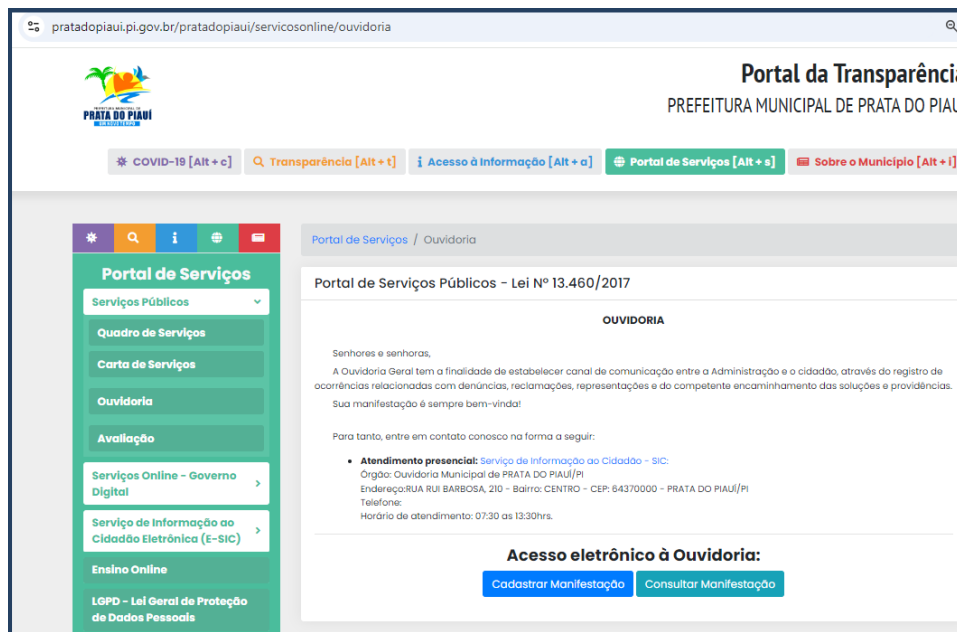 pratadopiaui.pi.gov.br/pratadopiaui/servicosonline/ouvidoria
PREFEITURA MUNICIPAL DE
PRATA DO PIAUÍ
UM NOVO TEMPO
Portal da Transparência
PREFEITURA MUNICIPAL DE PRATA DO PIAU
COVID-19 [Alt + c]
Transparência [Alt + t]
Acesso à Informação [Alt + a]
Portal de Serviços [Alt + s]
Sobre o Município [Alt + i]
Portal de Serviços
Serviços Públicos
Quadro de Serviços
Carta de Serviços
Ouvidoria
Avaliação
Serviços Online - Governo
Digital
Serviço de Informação ao
Cidadão Eletrônica (E-SIC)
Ensino Online
LGPD - Lei Geral de Proteção
de Dados Pessoais
Portal de Serviços / Ouvidoria
Portal de Serviços Públicos - Lei Nº 13.460/2017
OUVIDORIA
Senhores e senhoras,
A Ouvidoria Geral tem a finalidade de estabelecer canal de comunicação entre a Administração e o cidadão, através do registro de
ocorrências relacionadas com denúncias, reclamações, representações e do competente encaminhamento das soluções e providências.
Sua manifestação é sempre bem-vinda!
Para tanto, entre em contato conosco na forma a seguir:
• Atendimento presencial: Serviço de Informação ao Cidadão - SIC:
Órgão: Ouvidoria Municipal de PRATA DO PIAUÍ/PI
Endereço:RUA RUI BARBOSA, 210 - Bairro: CENTRO - CEP: 64370000 - PRATA DO PIAUÍ/PI
Telefone:
Horário de atendimento: 07:30 as 13:30hrs.
Acesso eletrônico à Ouvidoria:
Cadastrar Manifestação
Consultar Manifestação